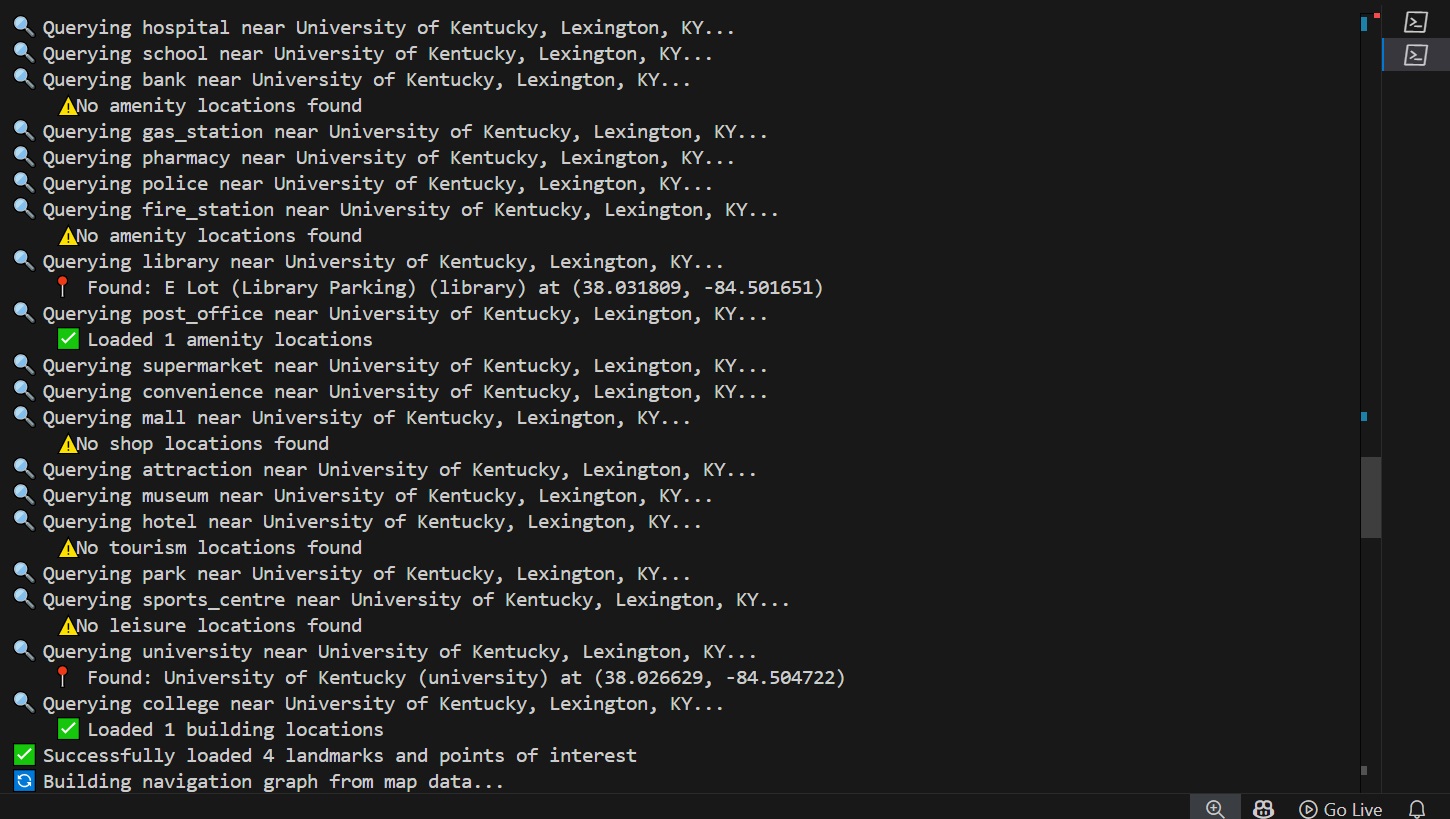 🔍 Querying hospital near University of Kentucky, Lexington, KY...
🔍 Querying school near University of Kentucky, Lexington, KY...
🔍 Querying bank near University of Kentucky, Lexington, KY...
⚠️No amenity locations found
🔍 Querying gas_station near University of Kentucky, Lexington, KY...
🔍 Querying pharmacy near University of Kentucky, Lexington, KY...
🔍 Querying police near University of Kentucky, Lexington, KY...
🔍 Querying fire_station near University of Kentucky, Lexington, KY...
⚠️No amenity locations found
🔍 Querying library near University of Kentucky, Lexington, KY...
📍 Found: E Lot (Library Parking) (library) at (38.031809, -84.501651)
🔍 Querying post_office near University of Kentucky, Lexington, KY...
✅ Loaded 1 amenity locations
🔍 Querying supermarket near University of Kentucky, Lexington, KY...
🔍 Querying convenience near University of Kentucky, Lexington, KY...
🔍 Querying mall near University of Kentucky, Lexington, KY...
⚠️No shop locations found
🔍 Querying attraction near University of Kentucky, Lexington, KY...
🔍 Querying museum near University of Kentucky, Lexington, KY...
🔍 Querying hotel near University of Kentucky, Lexington, KY...
⚠️No tourism locations found
🔍 Querying park near University of Kentucky, Lexington, KY...
🔍 Querying sports_centre near University of Kentucky, Lexington, KY...
⚠️No leisure locations found
🔍 Querying university near University of Kentucky, Lexington, KY...
📍 Found: University of Kentucky (university) at (38.026629, -84.504722)
🔍 Querying college near University of Kentucky, Lexington, KY...
✅ Loaded 1 building locations
✅ Successfully loaded 4 landmarks and points of interest
🔄 Building navigation graph from map data...
Go Live